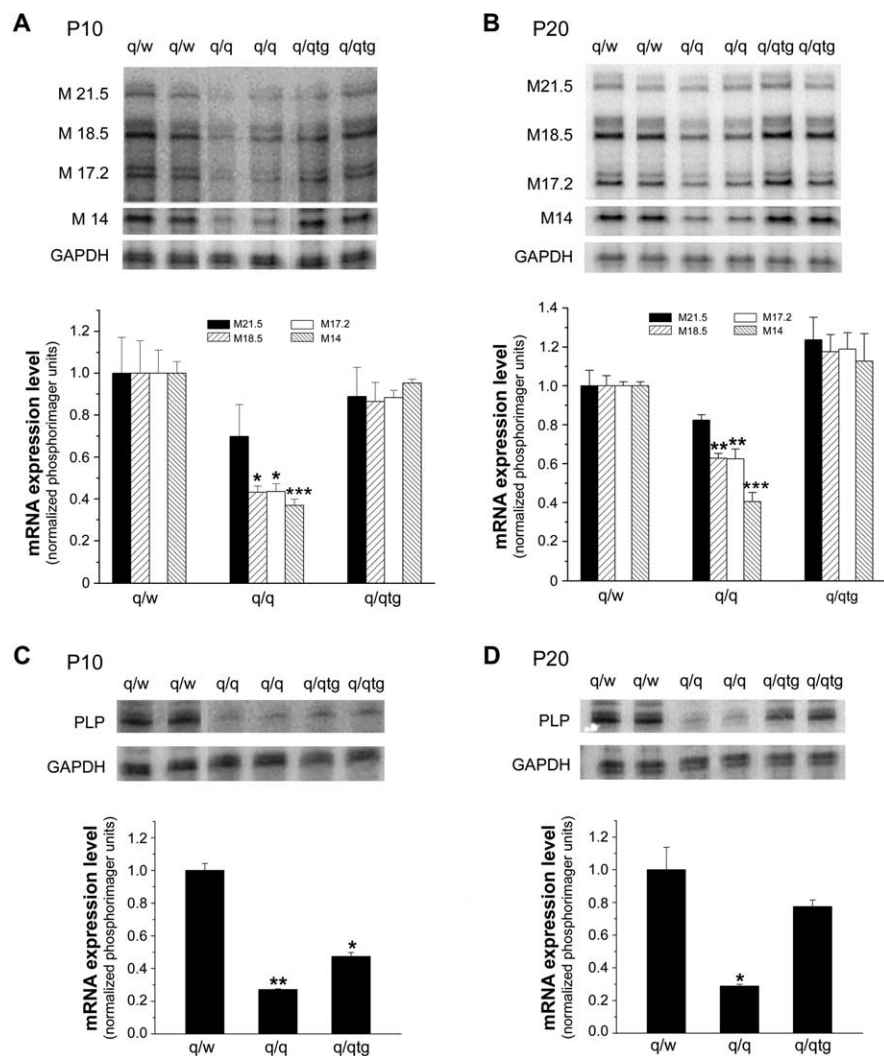 A P10
q/w q/w q/q q/q q/qtg q/qtg
M 21.5
M 18.5
M 17.2
M 14
GAPDH
mRNA expression level
(normalized phosphorimager units)
1.2
1.0
0.8
0.6
0.4
0.2
0
M21.5 M17.2
M18.5 M14
* * ***
q/w q/q q/qtg
B P20
q/w q/w q/q q/q q/qtg q/qtg
M21.5
M18.5
M17.2
M14
GAPDH
mRNA expression level
(normalized phosphorimager units)
1.4
1.2
1.0
0.8
0.6
0.4
0.2
0
M21.5 M17.2
M18.5 M14
** ** ***
q/w q/q q/qtg
C P10
q/w q/w q/q q/q q/qtg q/qtg
PLP
GAPDH
mRNA expression level
(normalized phosphorimager units)
1.2
1.0
0.8
0.6
0.4
0.2
0.0
** *
q/w q/q q/qtg
D P20
q/w q/w q/q q/q q/qtg q/qtg
PLP
GAPDH
mRNA expression level
(normalized phosphorimager units)
1.2
1.0
0.8
0.6
0.4
0.2
0.0
*
q/w q/q q/qtg